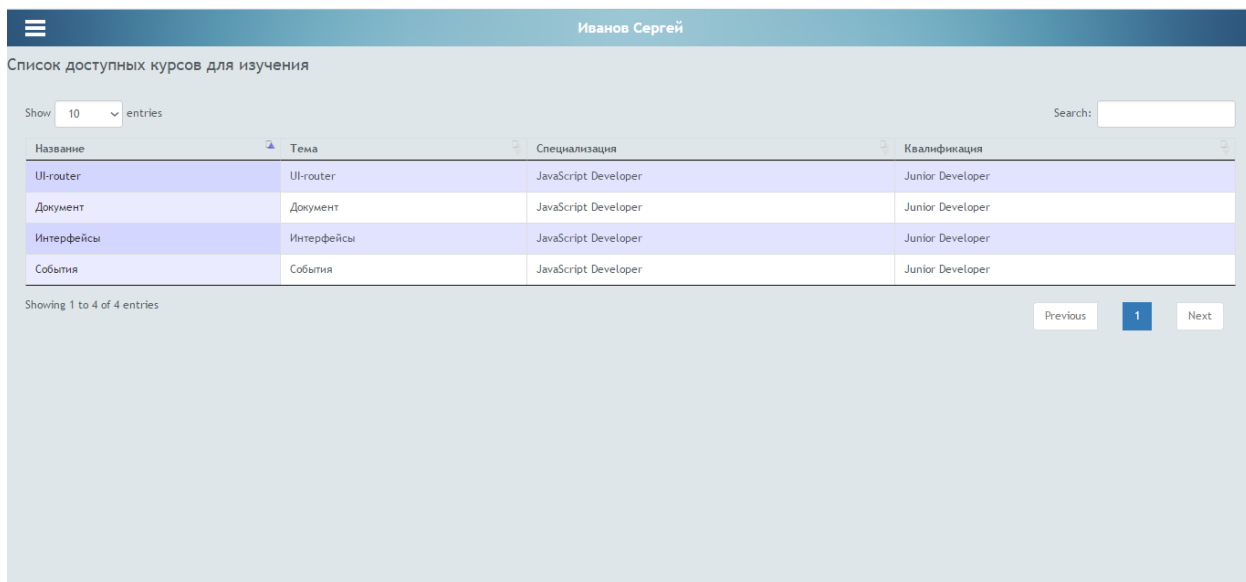 Иванов Сергей
Список доступных курсов для изучения
Show 10 entries Search:
Название Тема Специализация Квалификация
UI-router UI-router JavaScript Developer Junior Developer
Документ Документ JavaScript Developer Junior Developer
Интерфейсы Интерфейсы JavaScript Developer Junior Developer
События События JavaScript Developer Junior Developer
Showing 1 to 4 of 4 entries
Previous 1 Next